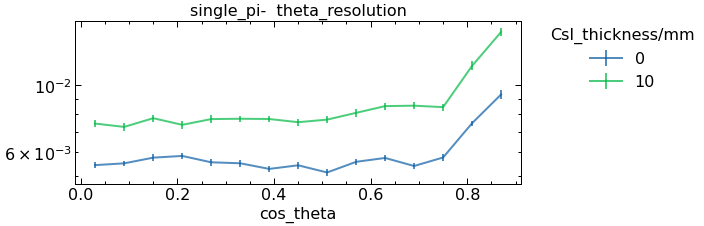 single_pi-  theta_resolution
CsI_thickness/mm
0
10
10⁻²
6 × 10⁻³
0.0 0.2 0.4 0.6 0.8
cos_theta